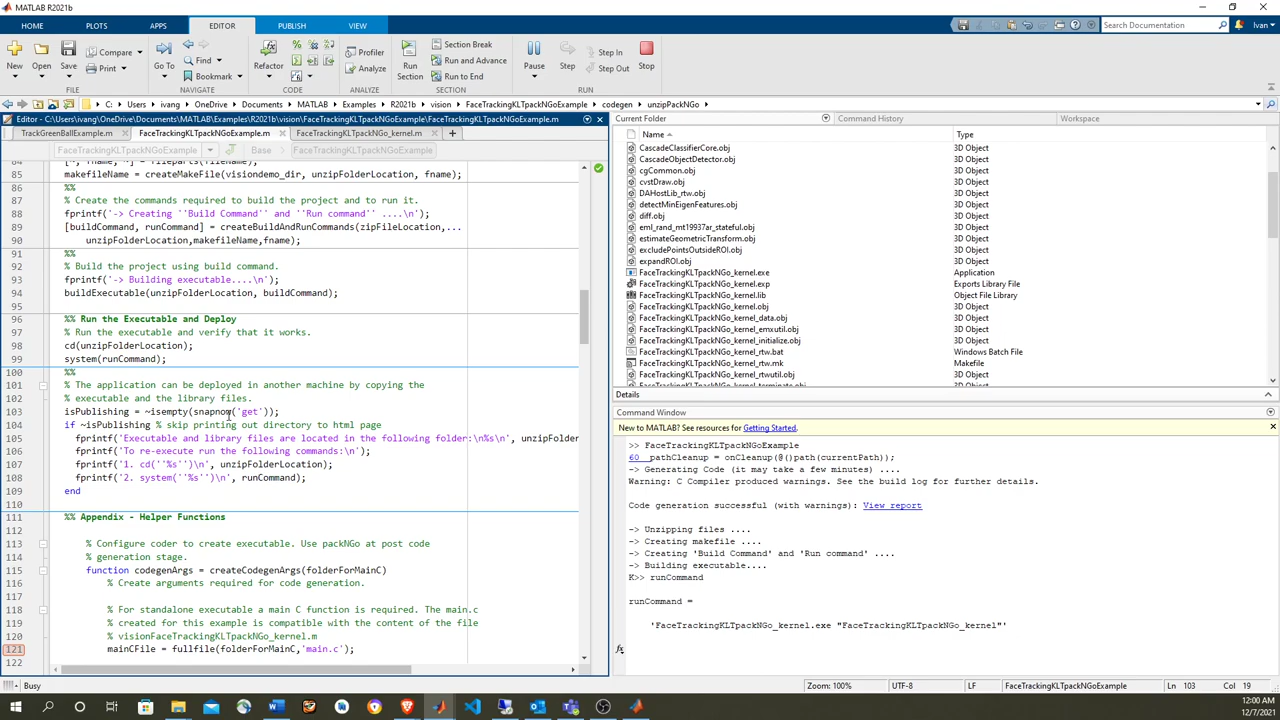 MATLAB R2021b
HOME PLOTS APPS EDITOR PUBLISH VIEW
Search Documentation Ivan
New Open Save Compare Print Go To Find Bookmark Refactor Profiler Analyze Run Section Section Break Run and Advance Run to End Pause Step Step In Step Out Stop
FILE NAVIGATE CODE ANALYZE SECTION RUN
C: Users ivang OneDrive Documents MATLAB Examples R2021b vision FaceTrackingKLTpackNGoExample codegen unzipPackNGo
Editor - C:\Users\ivang\OneDrive\Documents\MATLAB\Examples\R2021b\vision\FaceTrackingKLTpackNGoExample\FaceTrackingKLTpackNGoExample.m
TrackGreenBallExample.m FaceTrackingKLTpackNGoExample.m FaceTrackingKLTpackNGo_kernel.m
FaceTrackingKLTpackNGoExample Base FaceTrackingKLTpackNGoExample
84 [~, fname, ~] = fileparts(fileName);
85 makefileName = createMakeFile(visiondemo_dir, unzipFolderLocation, fname);
86 %%
87 % Create the commands required to build the project and to run it.
88 fprintf('-> Creating ''Build Command'' and ''Run command'' ....\n');
89 [buildCommand, runCommand] = createBuildAndRunCommands(zipFileLocation,...
90 unzipFolderLocation,makefileName,fname);
91 %%
92 % Build the project using build command.
93 fprintf('-> Building executable....\n');
94 buildExecutable(unzipFolderLocation, buildCommand);
95
96 %% Run the Executable and Deploy
97 % Run the executable and verify that it works.
98 cd(unzipFolderLocation);
99 system(runCommand);
100 %%
101 % The application can be deployed in another machine by copying the
102 % executable and the library files.
103 isPublishing = ~isempty(snapnow('get'));
104 if ~isPublishing % skip printing out directory to html page
105 fprintf('Executable and library files are located in the following folder:\n%s\n', unzipFolde
106 fprintf('To re-execute run the following commands:\n');
107 fprintf('1. cd(''%s'')\n', unzipFolderLocation);
108 fprintf('2. system(''%s'')\n', runCommand);
109 end
110
111 %% Appendix - Helper Functions
112
113 % Configure coder to create executable. Use packNGo at post code
114 % generation stage.
115 function codegenArgs = createCodegenArgs(folderForMainC)
116 % Create arguments required for code generation.
117
118 % For standalone executable a main C function is required. The main.c
119 % created for this example is compatible with the content of the file
120 % visionFaceTrackingKLTpackNGo_kernel.m
121 mainCFile = fullfile(folderForMainC,'main.c');
122
Current Folder Command History Workspace
Name Type
CascadeClassifierCore.obj 3D Object
CascadeObjectDetector.obj 3D Object
cgCommon.obj 3D Object
cvstDraw.obj 3D Object
DAHostLib_rtw.obj 3D Object
detectMinEigenFeatures.obj 3D Object
diff.obj 3D Object
eml_rand_mt19937ar_stateful.obj 3D Object
estimateGeometricTransform.obj 3D Object
excludePointsOutsideROI.obj 3D Object
expandROI.obj 3D Object
FaceTrackingKLTpackNGo_kernel.exe Application
FaceTrackingKLTpackNGo_kernel.exp Exports Library File
FaceTrackingKLTpackNGo_kernel.lib Object File Library
FaceTrackingKLTpackNGo_kernel.obj 3D Object
FaceTrackingKLTpackNGo_kernel_data.obj 3D Object
FaceTrackingKLTpackNGo_kernel_emxutil.obj 3D Object
FaceTrackingKLTpackNGo_kernel_initialize.obj 3D Object
FaceTrackingKLTpackNGo_kernel_rtw.bat Windows Batch File
FaceTrackingKLTpackNGo_kernel_rtw.mk Makefile
FaceTrackingKLTpackNGo_kernel_rtwutil.obj 3D Object
FaceTrackingKLTpackNGo_kernel_terminate.obj 3D Object
Details
Command Window
New to MATLAB? See resources for Getting Started.
>> FaceTrackingKLTpackNGoExample
60 pathCleanup = onCleanup(@()path(currentPath));
-> Generating Code (it may take a few minutes) ....
Warning: C Compiler produced warnings. See the build log for further details.
Code generation successful (with warnings): View report
-> Unzipping files ....
-> Creating makefile ....
-> Creating 'Build Command' and 'Run command' ....
-> Building executable....
K>> runCommand
runCommand =
'FaceTrackingKLTpackNGo_kernel.exe "FaceTrackingKLTpackNGo_kernel"'
fx
Busy Zoom: 100% UTF-8 LF FaceTrackingKLTpackNGoExample Ln 103 Col 19
12:00 AM
12/7/2021